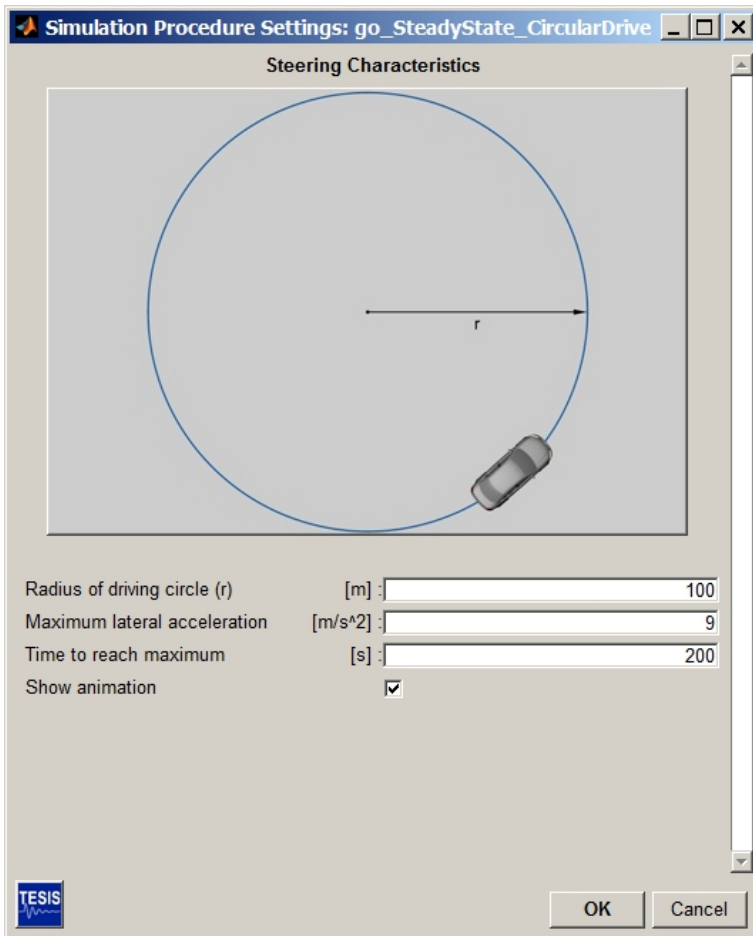 Simulation Procedure Settings: go_SteadyState_CircularDrive
Steering Characteristics
r
Radius of driving circle (r) [m] : 100
Maximum lateral acceleration [m/s^2] : 9
Time to reach maximum [s] : 200
Show animation
TESIS
OK Cancel